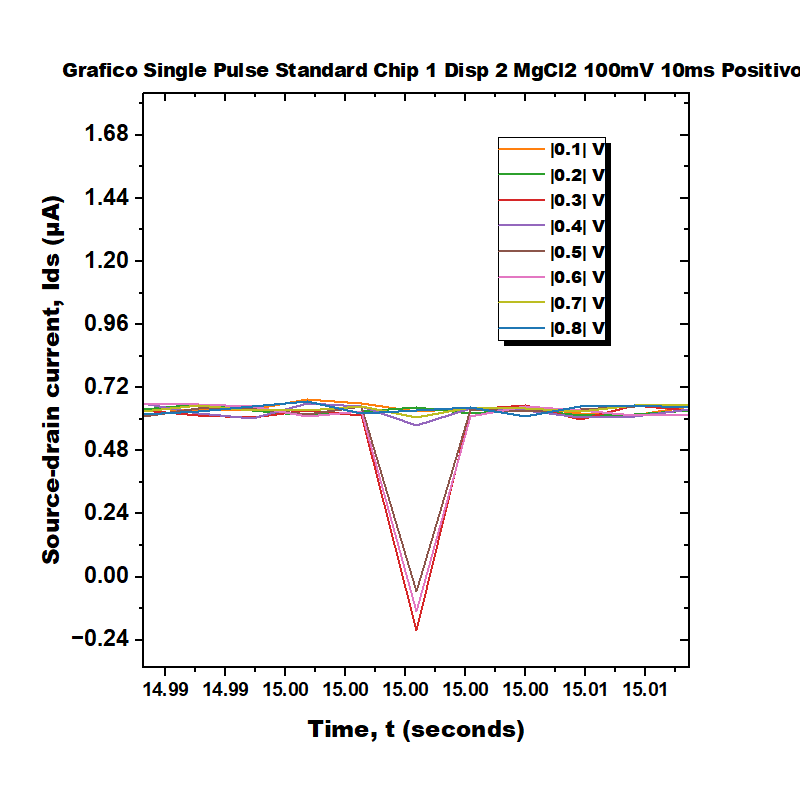 Grafico Single Pulse Standard Chip 1 Disp 2 MgCl2 100mV 10ms Positivo
1.68
1.44
1.20
0.96
0.72
0.48
0.24
0.00
−0.24
Source-drain current, Ids (μA)
|0.1| V
|0.2| V
|0.3| V
|0.4| V
|0.5| V
|0.6| V
|0.7| V
|0.8| V
14.99 14.99 15.00 15.00 15.00 15.00 15.00 15.01 15.01
Time, t (seconds)